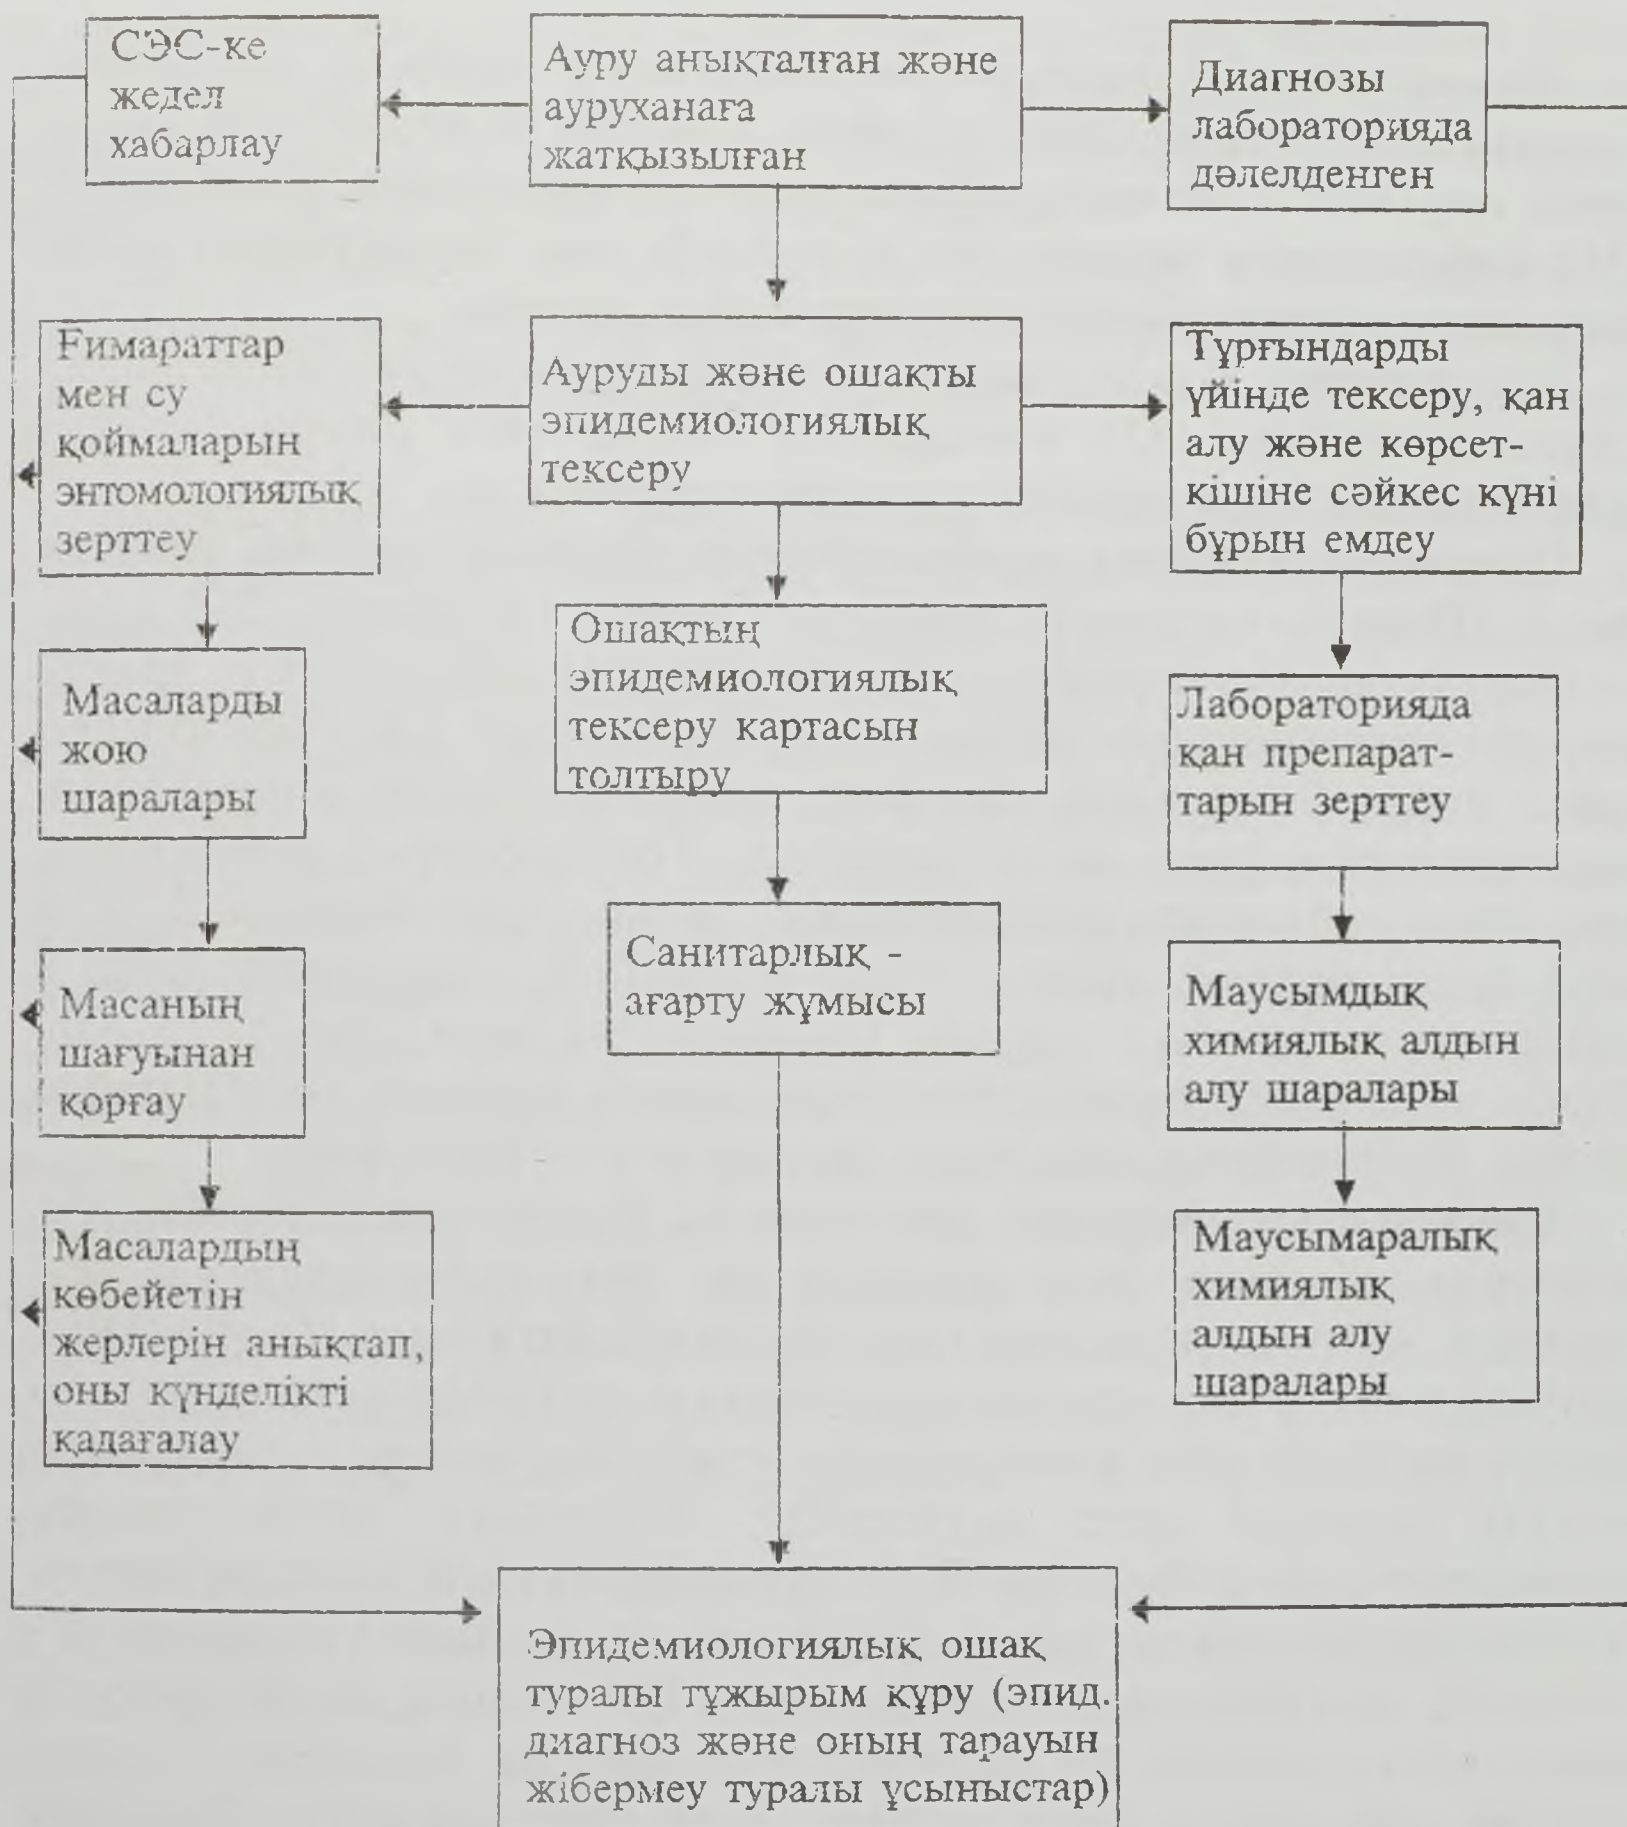 СЭС-ке
жедел
хабарлау
Ауру анықталған және
ауруханаға
жатқызылған
Диагнозы
лабораторияда
дәлелденген
Ғимараттар
мен су
қоймаларын
энтомологиялық
зерттеу
Ауруды және ошақты
эпидемиологиялық
тексеру
Тұрғындарды
үйінде тексеру, қан
алу және көрсет-
кішіне сәйкес күні
бұрын емдеу
Масаларды
жою
шаралары
Ошақтың
эпидемиологиялық
тексеру картасын
толтыру
Лабораторияда
қан препарат-
тарын зерттеу
Масаның
шағуынан
қорғау
Санитарлық -
ағарту жұмысы
Маусымдық
химиялық алдын
алу шаралары
Масалардың
көбейетін
жерлерін анықтап,
оны күнделікті
қадағалау
Маусымаралық
химиялық
алдын алу
шаралары
Эпидемиологиялық ошақ
туралы тұжырым құру (эпид.
диагноз және оның тарауын
жібермеу туралы ұсыныстар)